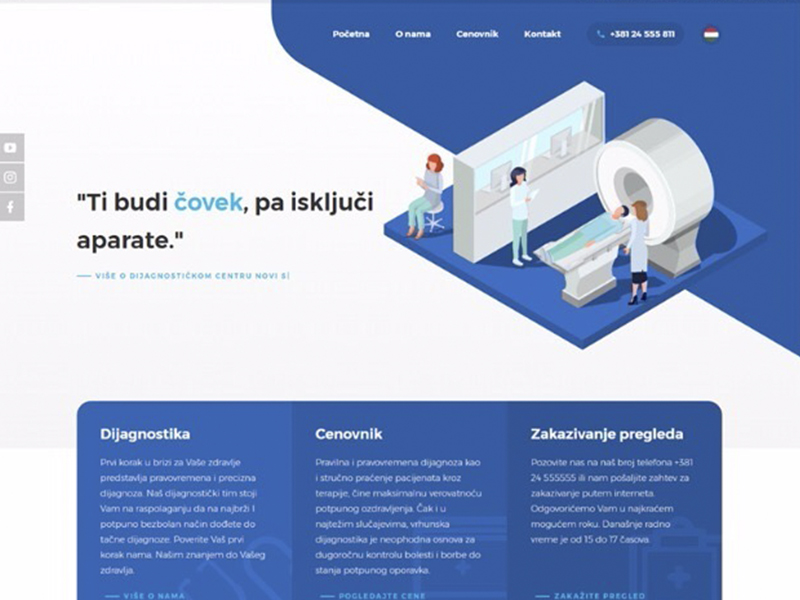 Početna O nama Cenovnik Kontakt +381 24 555 811
"Ti budi čovek, pa isključi
aparate."
VIŠE O DIJAGNOSTIČKOM CENTRU NOVI S|
Dijagnostika
Prvi korak u brizi za Vaše zdravlje
predstavlja pravovremena i precizna
dijagnoza. Naš dijagnostički tim stoji
Vam na raspolaganju da na najbrži I
potpuno bezbolan način dođete do
tačne dijagnoze. Poverite Vaš prvi
korak nama. Našim znanjem do Vašeg
zdravlja.
VIŠE O NAMA
Cenovnik
Pravilna i pravovremena dijagnoza kao
i stručno praćenje pacijenata kroz
terapije, čine maksimalnu verovatnoću
potpunog ozdravljenja. Čak i u
najtežim slučajevima, vrhunska
dijagnostika je neophodna osnova za
dugoročnu kontrolu bolesti i borbe do
stanja potpunog oporavka.
POGLEDAJTE CENE
Zakazivanje pregleda
Pozovite nas na naš broj telefona +381
24 555555 ili nam pošaljite zahtev za
zakazivanje putem interneta.
Odgovorićemo Vam u najkraćem
mogućem roku. Današnje radno
vreme je od 15 do 17 časova.
ZAKAŽITE PREGLED